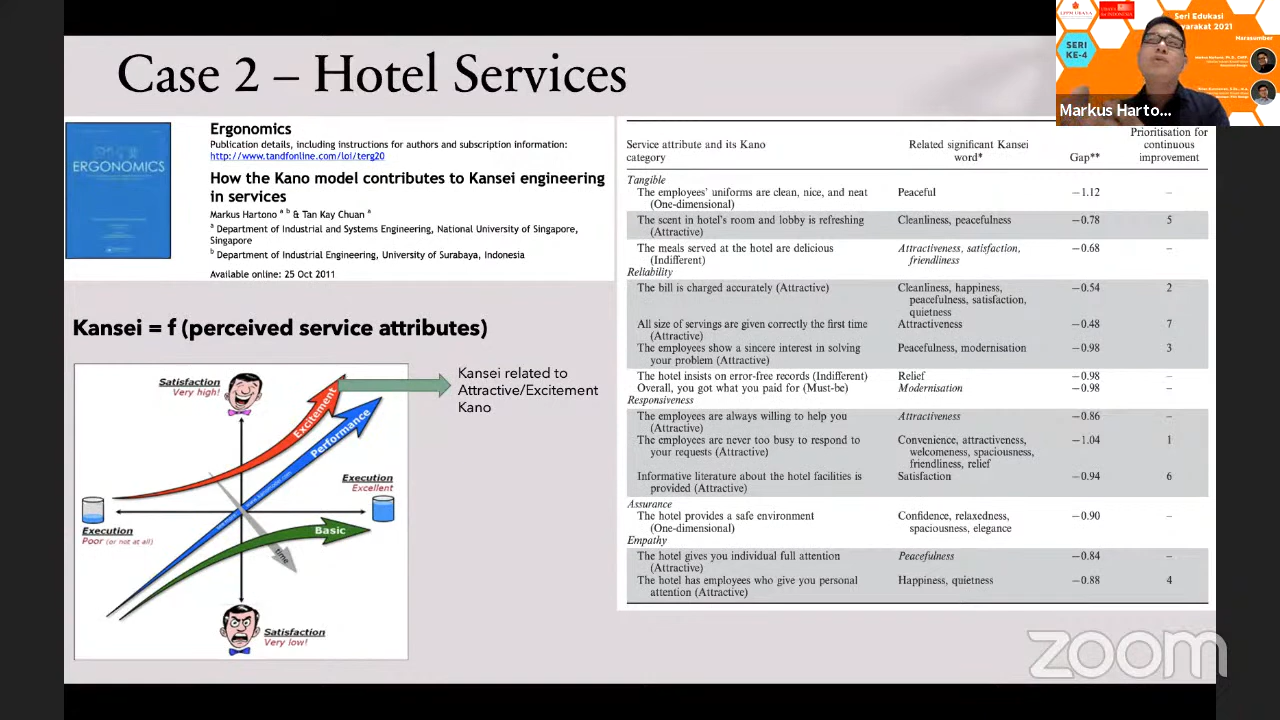 Case 2 – Hotel Services
ERGONOMICS
Ergonomics
Publication details, including instructions for authors and subscription information:
http://www.tandfonline.com/loi/terg20
How the Kano model contributes to Kansei engineering
in services
Markus Hartono a b & Tan Kay Chuan a
a Department of Industrial and Systems Engineering, National University of Singapore,
Singapore
b Department of Industrial Engineering, University of Surabaya, Indonesia
Available online: 25 Oct 2011
Kansei = f (perceived service attributes)
Satisfaction
Very high!
Excitement
Performance
Execution
Excellent
Execution
Poor (or not at all)
Basic
time
Satisfaction
Very low!
Kansei related to
Attractive/Excitement
Kano
Service attribute and its Kano
category
Related significant Kansei
word*
Gap**
Prioritisation for
continuous
improvement
Tangible
The employees' uniforms are clean, nice, and neat Peaceful −1.12 –
(One-dimensional)
The scent in hotel's room and lobby is refreshing Cleanliness, peacefulness −0.78 5
(Attractive)
The meals served at the hotel are delicious Attractiveness, satisfaction, −0.68 –
(Indifferent) friendliness
Reliability
The bill is charged accurately (Attractive) Cleanliness, happiness, −0.54 2
peacefulness, satisfaction,
quietness
All size of servings are given correctly the first time Attractiveness −0.48 7
(Attractive)
The employees show a sincere interest in solving Peacefulness, modernisation −0.98 3
your problem (Attractive)
The hotel insists on error-free records (Indifferent) Relief −0.98 –
Overall, you got what you paid for (Must-be) Modernisation −0.98 –
Responsiveness
The employees are always willing to help you Attractiveness −0.86 –
(Attractive)
The employees are never too busy to respond to Convenience, attractiveness, −1.04 1
your requests (Attractive) welcomeness, spaciousness,
friendliness, relief
Informative literature about the hotel facilities is Satisfaction −0.94 6
provided (Attractive)
Assurance
The hotel provides a safe environment Confidence, relaxedness, −0.90 –
(One-dimensional) spaciousness, elegance
Empathy
The hotel gives you individual full attention Peacefulness −0.84 –
(Attractive)
The hotel has employees who give you personal Happiness, quietness −0.88 4
attention (Attractive)
Seri Edukasi
2021
SERI
KE-4
Narasumber
Markus Harto...
zoom